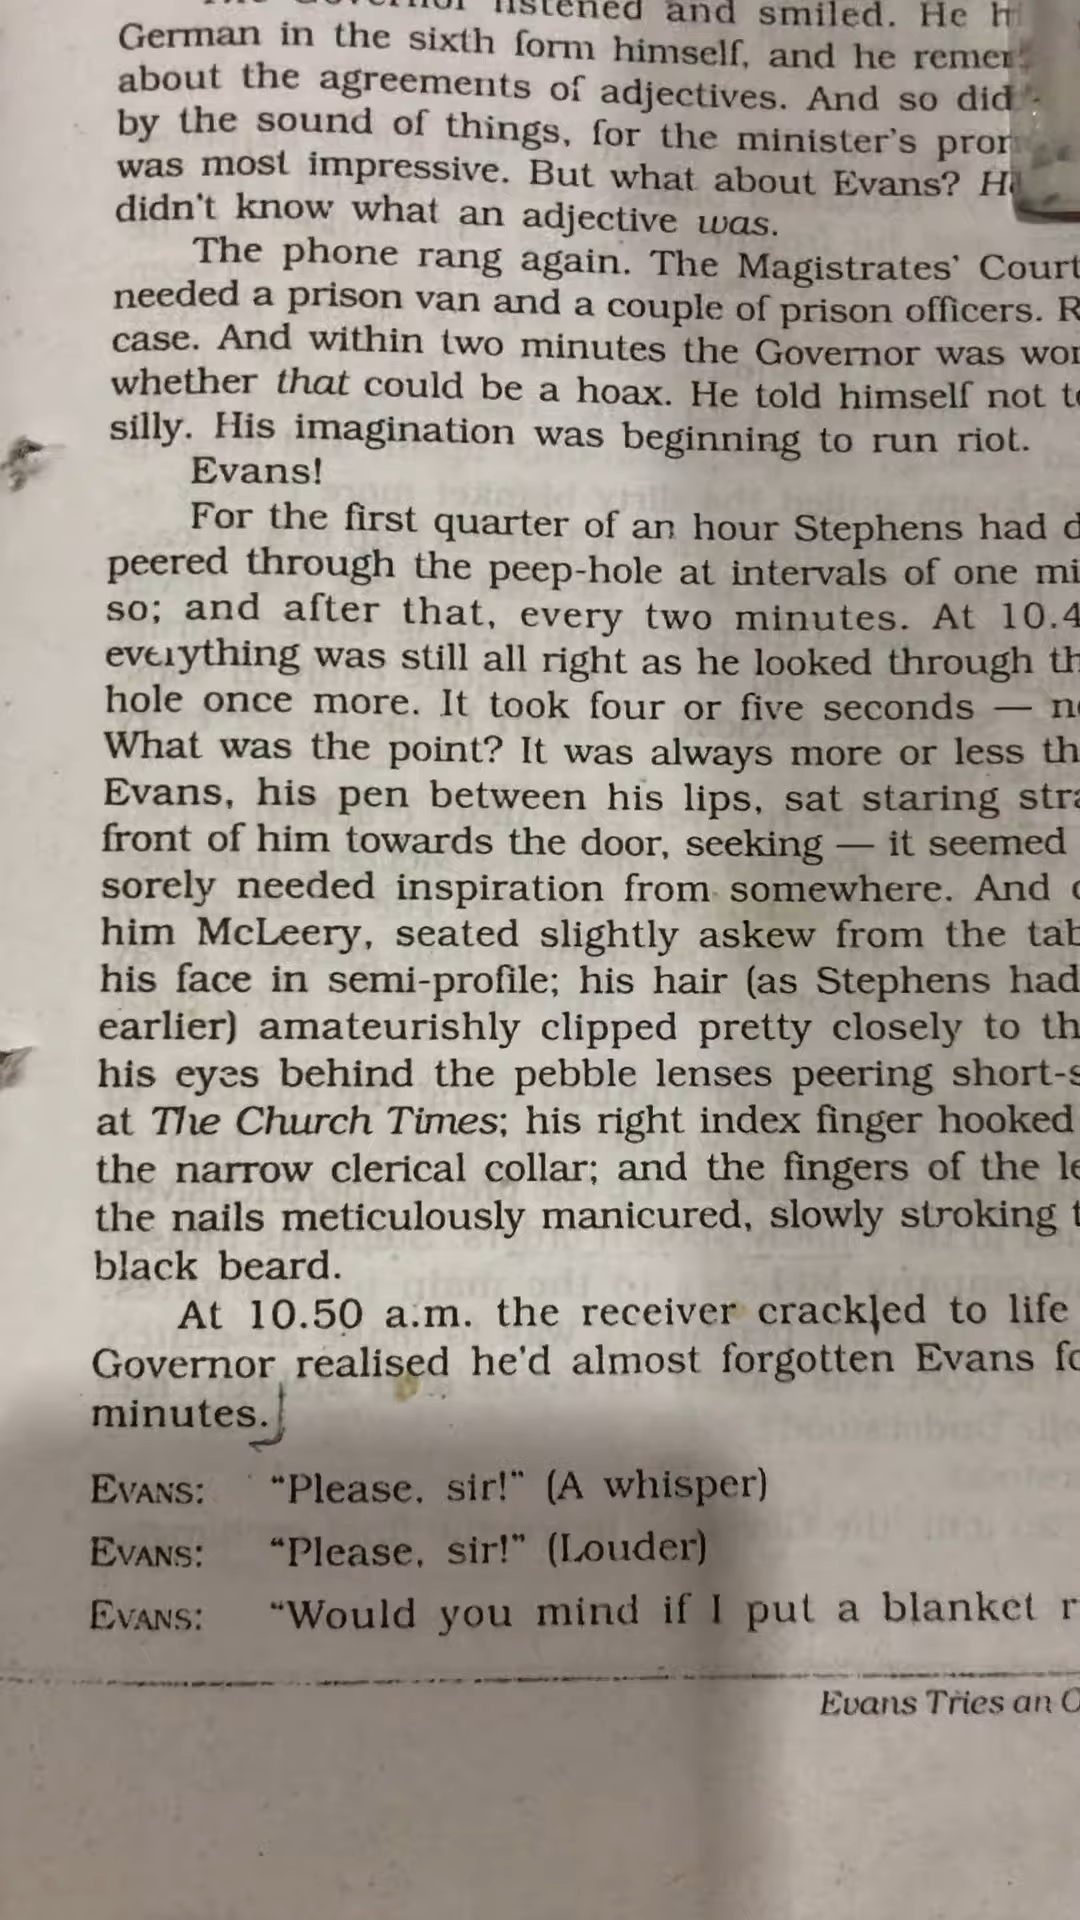 listened and smiled. He
German in the sixth form himself, and he
about the agreements of adjectives. And so did
by the sound of things, for the minister's
was most impressive. But what about Evans?
didn't know what an adjective was.
The phone rang again. The Magistrates' Court
needed a prison van and a couple of prison officers.
case. And within two minutes the Governor was
whether that could be a hoax. He told himself not
silly. His imagination was beginning to run riot.
Evans!
For the first quarter of an hour Stephens had
peered through the peep-hole at intervals of one
so; and after that, every two minutes. At 10.4
everything was still all right as he looked through
hole once more. It took four or five seconds —
What was the point? It was always more or less
Evans, his pen between his lips, sat staring
front of him towards the door, seeking — it seemed
sorely needed inspiration from somewhere. And
him McLeery, seated slightly askew from the
his face in semi-profile; his hair (as Stephens had
earlier) amateurishly clipped pretty closely to
his eyes behind the pebble lenses peering short-
at The Church Times; his right index finger hooked
the narrow clerical collar; and the fingers of the
the nails meticulously manicured, slowly stroking
black beard.
At 10.50 a.m. the receiver crackled to life
Governor realised he'd almost forgotten Evans
minutes.
EVANS: "Please, sir!" (A whisper)
EVANS: "Please, sir!" (Louder)
EVANS: "Would you mind if I put a blanket
Evans Tries an